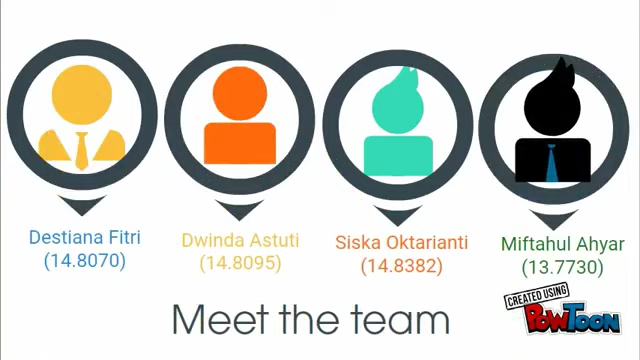 Destiana Fitri
(14.8070)
Dwinda Astuti
(14.8095)
Siska Oktarianti
(14.8382)
Miftahul Ahyar
(13.7730)
Meet the team
CREATED USING
POWTOON